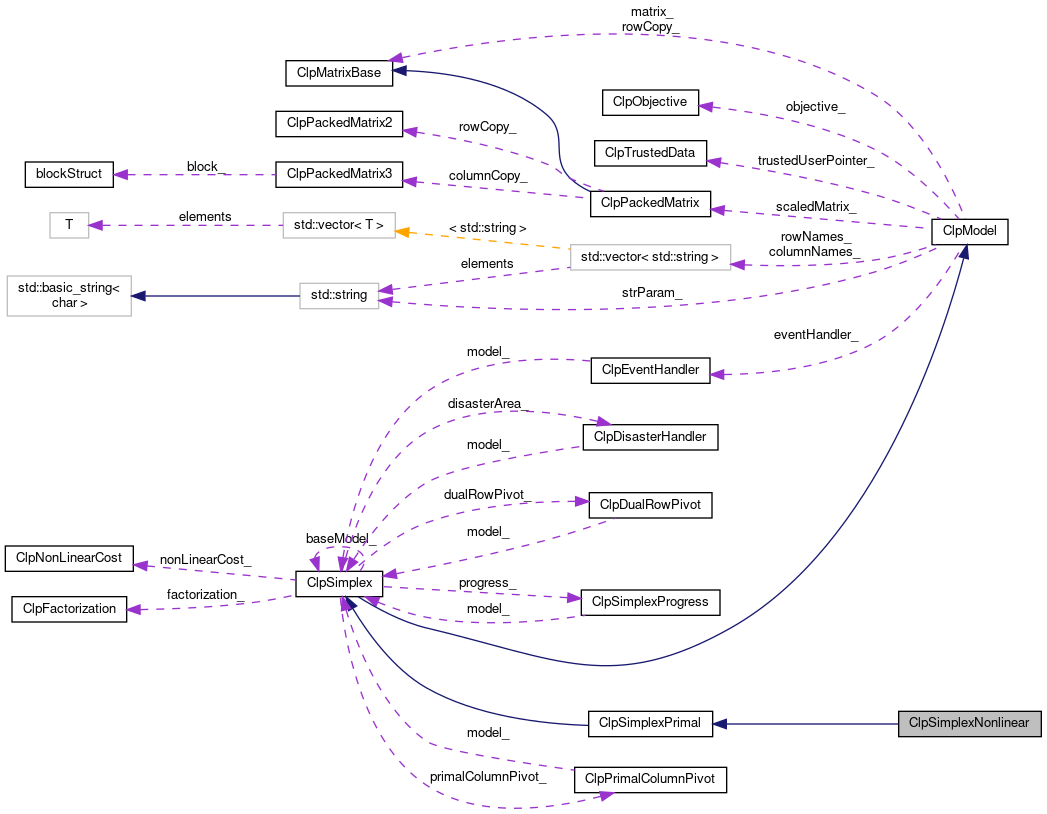 matrix_
rowCopy_
ClpMatrixBase
ClpObjective
objective_
ClpPackedMatrix2
rowCopy_
ClpTrustedData
trustedUserPointer_
blockStruct
block_
ClpPackedMatrix3
columnCopy_
ClpPackedMatrix
scaledMatrix_
T
elements
std::vector< T >
< std::string >
ClpModel
rowNames_
columnNames_
std::vector< std::string >
elements
std::basic_string<
char >
std::string
strParam_
eventHandler_
model_
ClpEventHandler
disasterArea_
ClpDisasterHandler
model_
dualRowPivot_
ClpDualRowPivot
model_
baseModel_
ClpNonLinearCost
nonLinearCost_
ClpSimplex
progress_
ClpSimplexProgress
factorization_
ClpFactorization
model_
ClpSimplexPrimal
ClpSimplexNonlinear
model_
primalColumnPivot_
ClpPrimalColumnPivot